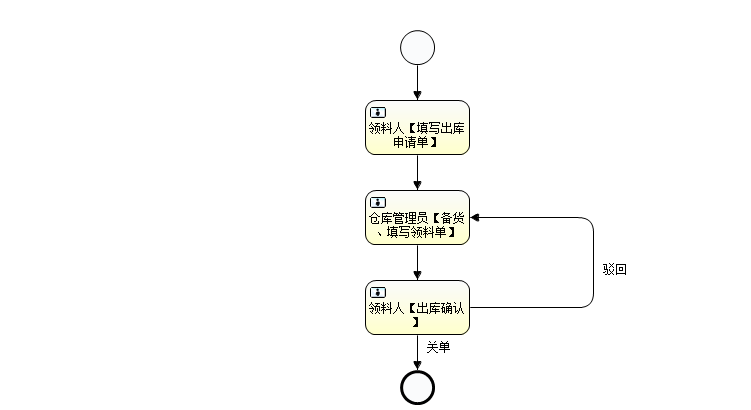 领料人【填写出库
申请单】
仓库管理员【备货
、填写领料单】
驳回
领料人【出库确认
】
关单